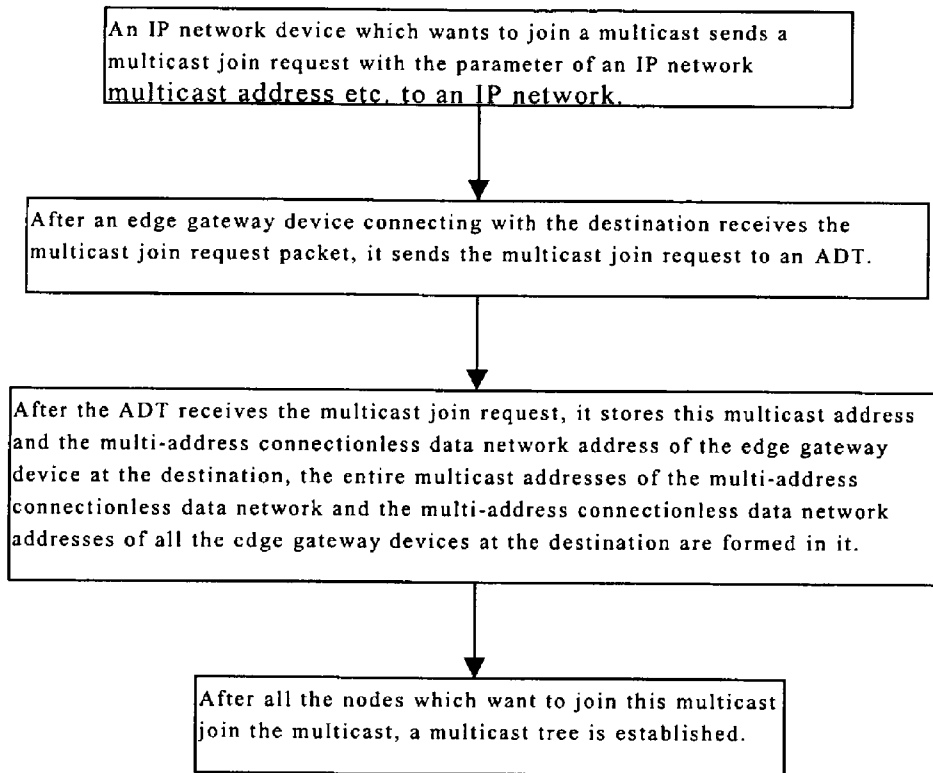 An IP network device which wants to join a multicast sends a
multicast join request with the parameter of an IP network
multicast address etc. to an IP network.
After an edge gateway device connecting with the destination receives the
multicast join request packet, it sends the multicast join request to an ADT.
After the ADT receives the multicast join request, it stores this multicast address
and the multi-address connectionless data network address of the edge gateway
device at the destination, the entire multicast addresses of the multi-address
connectionless data network and the multi-address connectionless data network
addresses of all the edge gateway devices at the destination are formed in it.
After all the nodes which want to join this multicast
join the multicast, a multicast tree is established.